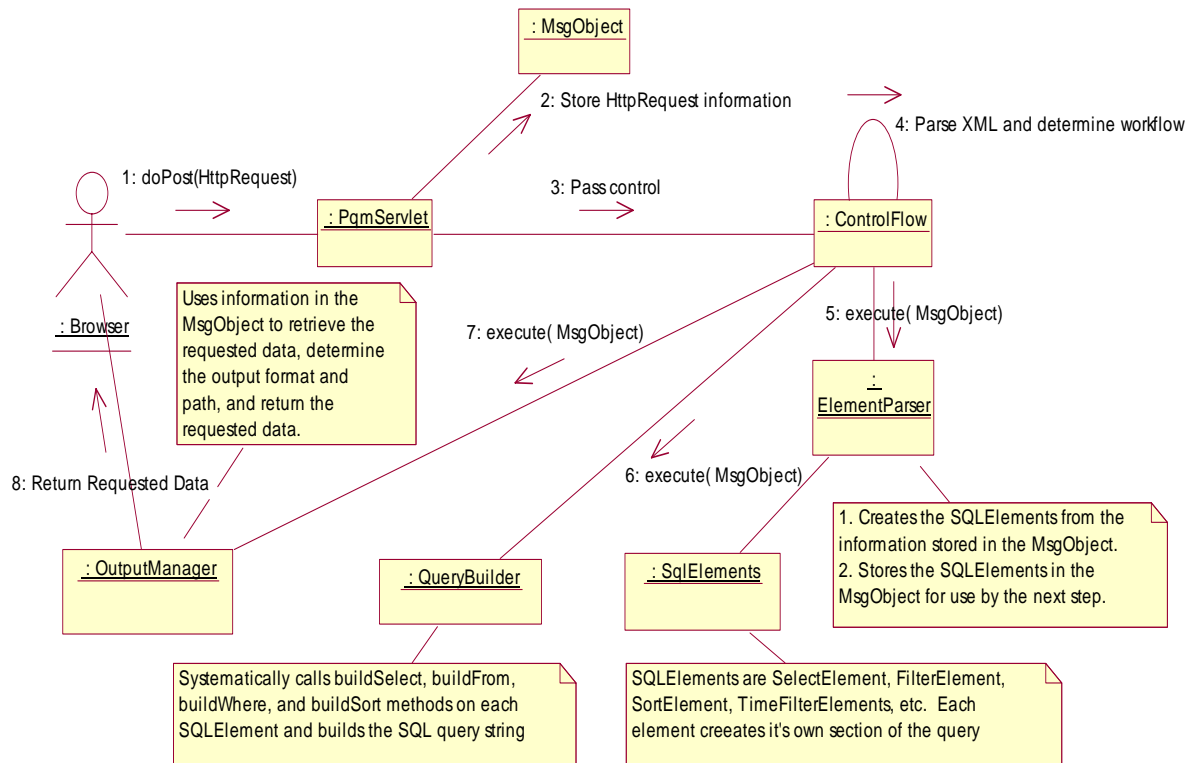 : MsgObject
2: Store HttpRequest information
4: Parse XML and determine workflow
1: doPost(HttpRequest)
3: Pass control
: PqmServlet
: ControlFlow
: Browser
Uses information in the
MsgObject to retrieve the
requested data, determine
the output format and
path, and return the
requested data.
7: execute( MsgObject)
5: execute( MsgObject)
:
ElementParser
6: execute( MsgObject)
8: Return Requested Data
1. Creates the SQLElements from the
information stored in the MsgObject.
2. Stores the SQLElements in the
MsgObject for use by the next step.
: OutputManager
: QueryBuilder
: SqlElements
Systematically calls buildSelect, buildFrom,
buildWhere, and buildSort methods on each
SQLElement and builds the SQL query string
SQLElements are SelectElement, FilterElement,
SortElement, TimeFilterElements, etc.  Each
element creeates it's own section of the query